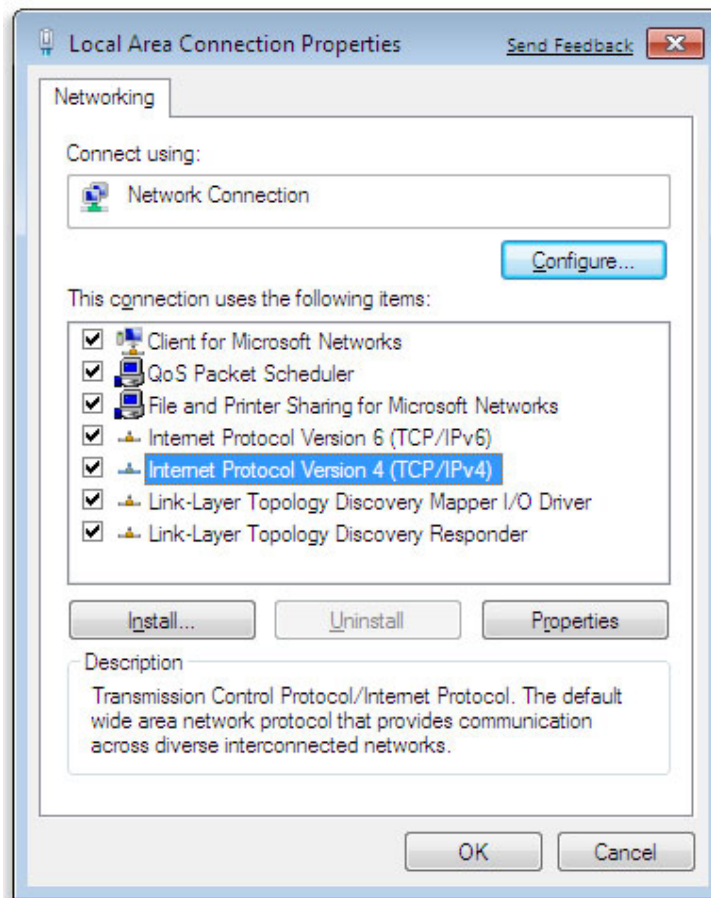 Local Area Connection Properties
Send Feedback
Networking
Connect using:
Network Connection
Configure...
This connection uses the following items:
Client for Microsoft Networks
QoS Packet Scheduler
File and Printer Sharing for Microsoft Networks
Internet Protocol Version 6 (TCP/IPv6)
Internet Protocol Version 4 (TCP/IPv4)
Link-Layer Topology Discovery Mapper I/O Driver
Link-Layer Topology Discovery Responder
Install...
Uninstall
Properties
Description
Transmission Control Protocol/Internet Protocol. The default
wide area network protocol that provides communication
across diverse interconnected networks.
OK
Cancel